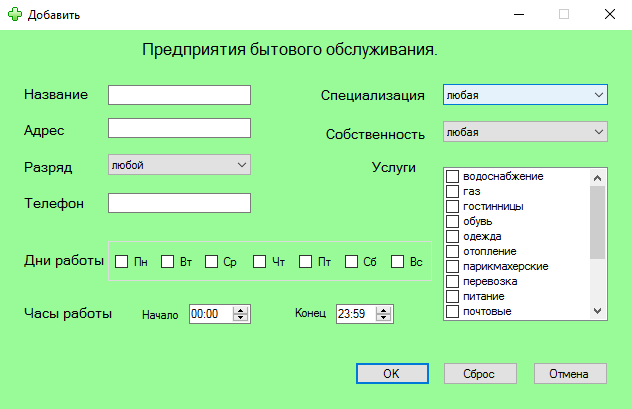 Добавить
Предприятия бытового обслуживания.
Название
Специализация
любая
Адрес
Собственность
любая
Разряд
любой
Услуги
Телефон
водоснабжение
газ
гостинницы
обувь
одежда
отопление
парикмахерские
перевозка
питание
почтовые
Дни работы
Пн Вт Ср Чт Пт Сб Вс
Часы работы
Начало
00:00
Конец
23:59
OK
Сброс
Отмена